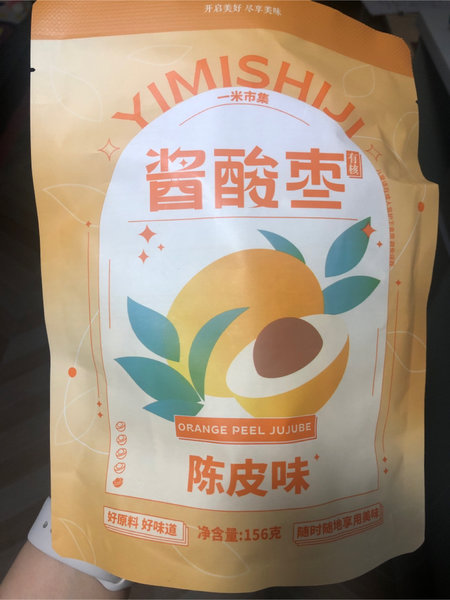 开启美好 尽享美味
YIMISHIJI
一米市集
酱酸枣
有核
ORANGE PEEL JUJUBE
陈皮味
好原料 好味道
净含量:156克
随时随地享用美味